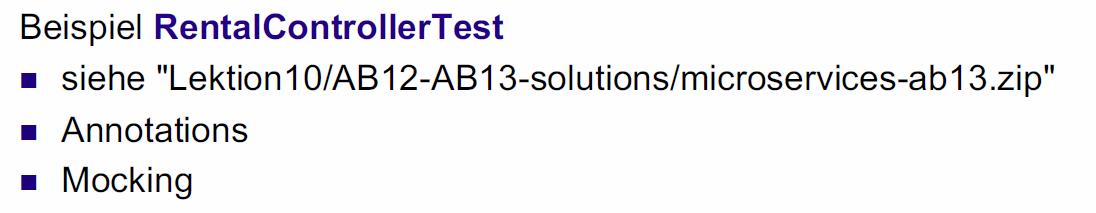 Beispiel RentalControllerTest
siehe "Lektion10/AB12-AB13-solutions/microservices-ab13.zip"
Annotations
Mocking